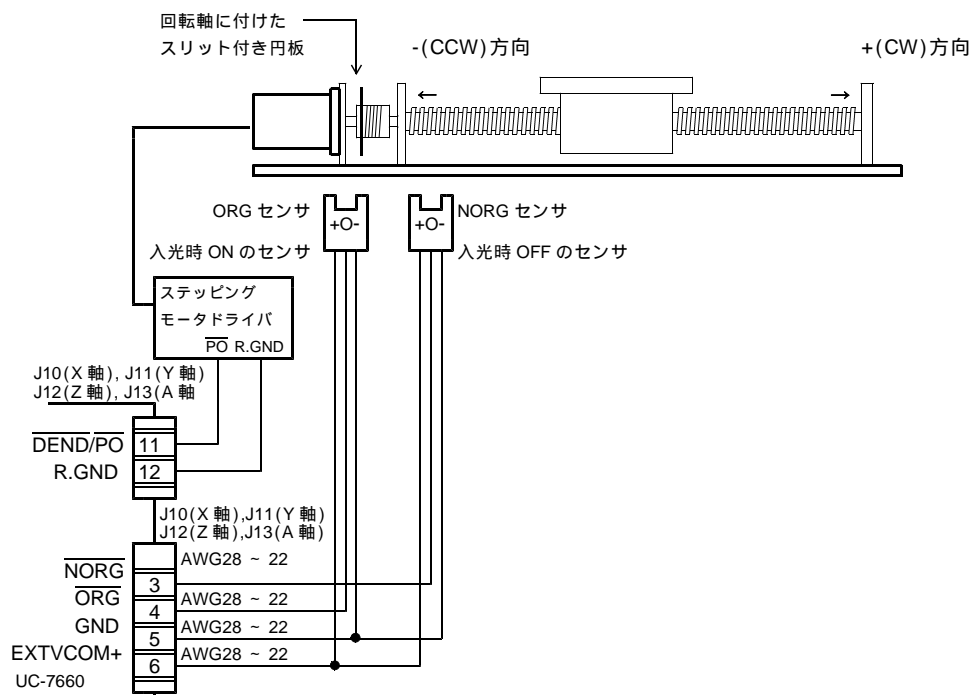 回転軸に付けた
スリット付き円板
-(CCW)方向
+(CW)方向
←
→
ORG センサ
+O-
+O-
NORG センサ
入光時 ON のセンサ
入光時 OFF のセンサ
ステッピング
モータドライバ
PO R.GND
J10(X 軸), J11(Y 軸)
J12(Z 軸), J13(A 軸
DEND/PO
11
R.GND
12
J10(X 軸),J11(Y 軸)
J12(Z 軸),J13(A 軸)
AWG28 ~ 22
NORG
3
ORG
AWG28 ~ 22
4
GND
AWG28 ~ 22
5
EXTVCOM+
AWG28 ~ 22
6
UC-7660